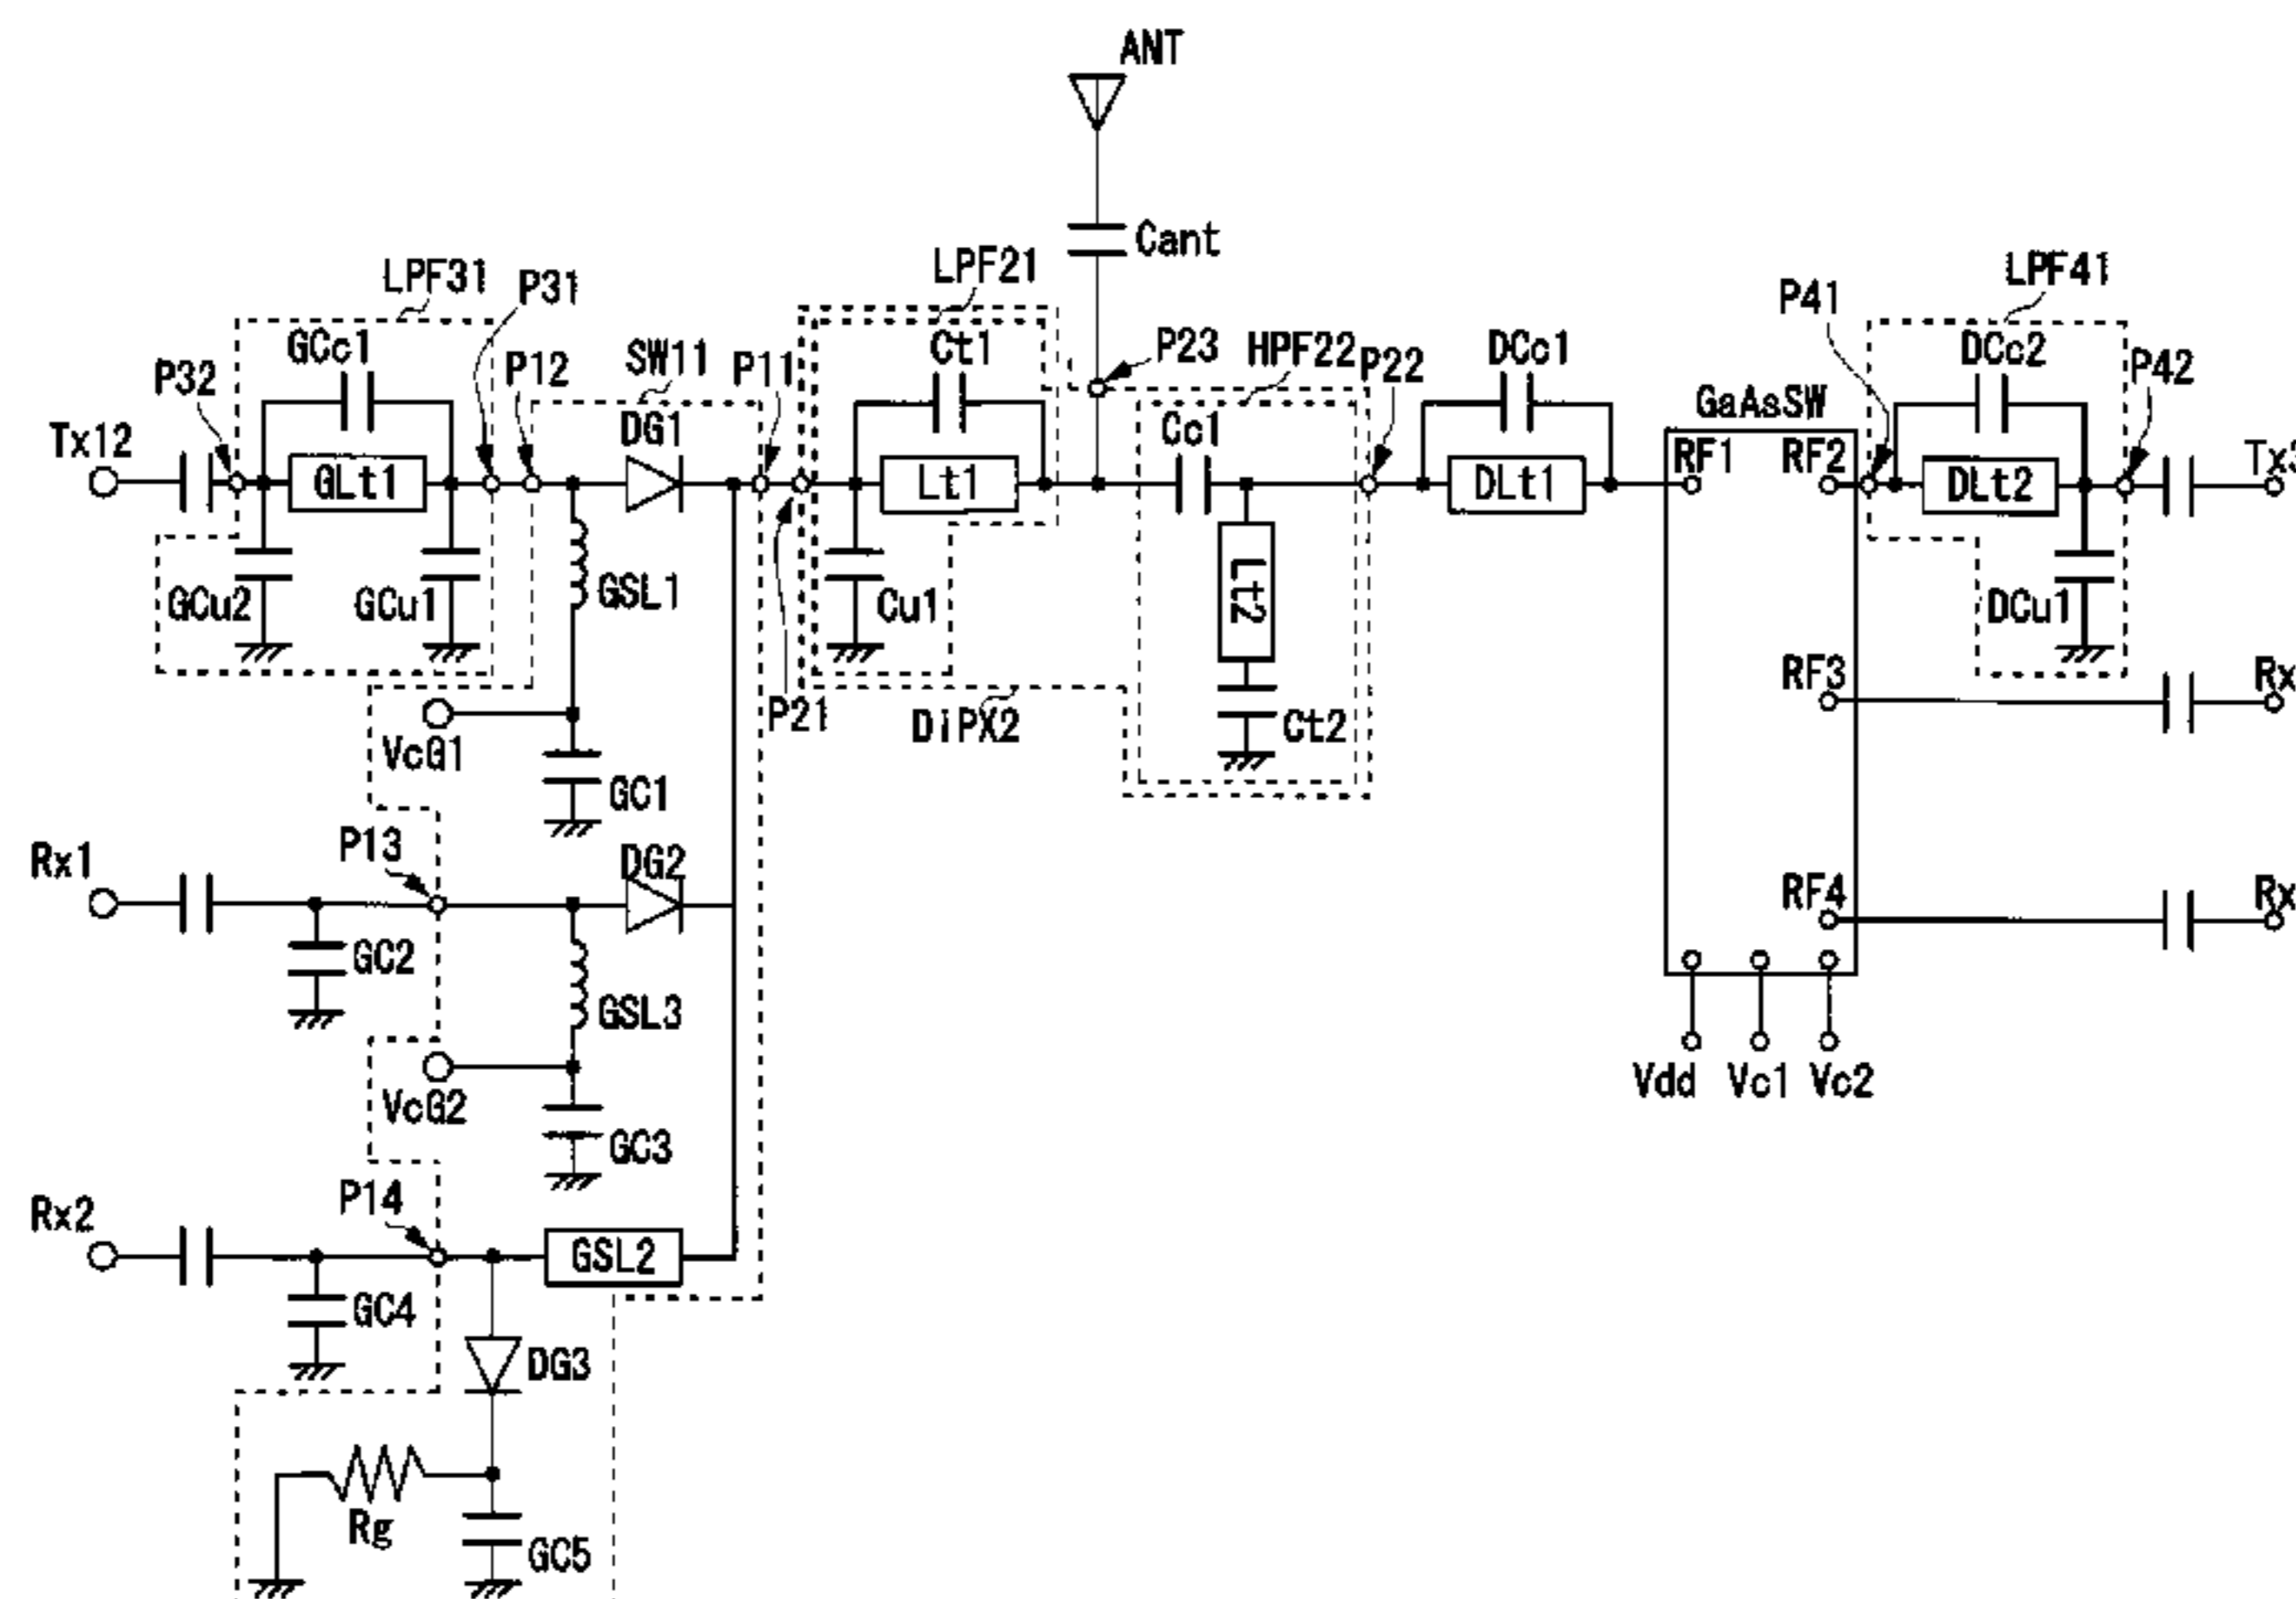 ANT
Cant
LPF31
P31
LPF21
P41
LPF41
GCc1
P12
SW11
P11
Ct1
P23
HPF22
P22
DCc1
DCc2
P42
P32
Tx12
GLt1
DG1
Lt1
Cc1
DLt1
GaAsSW
RF1
RF2
DLt2
GCu2
GCu1
GSL1
Cu1
Lt2
DCu1
VcG1
P21
DiPX2
Ct2
RF3
GC1
Rx1
P13
DG2
RF4
GC2
GSL3
VcG2
Vdd
Vc1
Vc2
GC3
Rx2
P14
GSL2
GC4
DG3
Rg
GC5